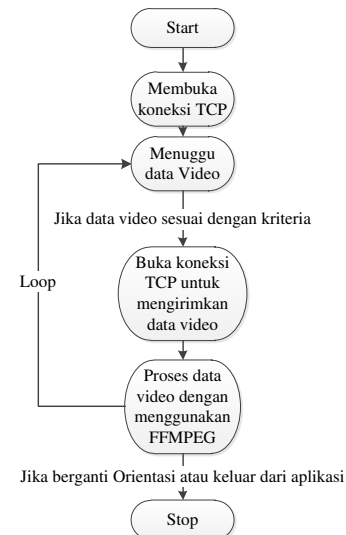 Start
Membuka
koneksi TCP
Menuggu
data Video
Jika data video sesuai dengan kriteria
Buka koneksi
TCP untuk
mengirimkan
data video
Loop
Proses data
video dengan
menggunakan
FFMPEG
Jika berganti Orientasi atau keluar dari aplikasi
Stop